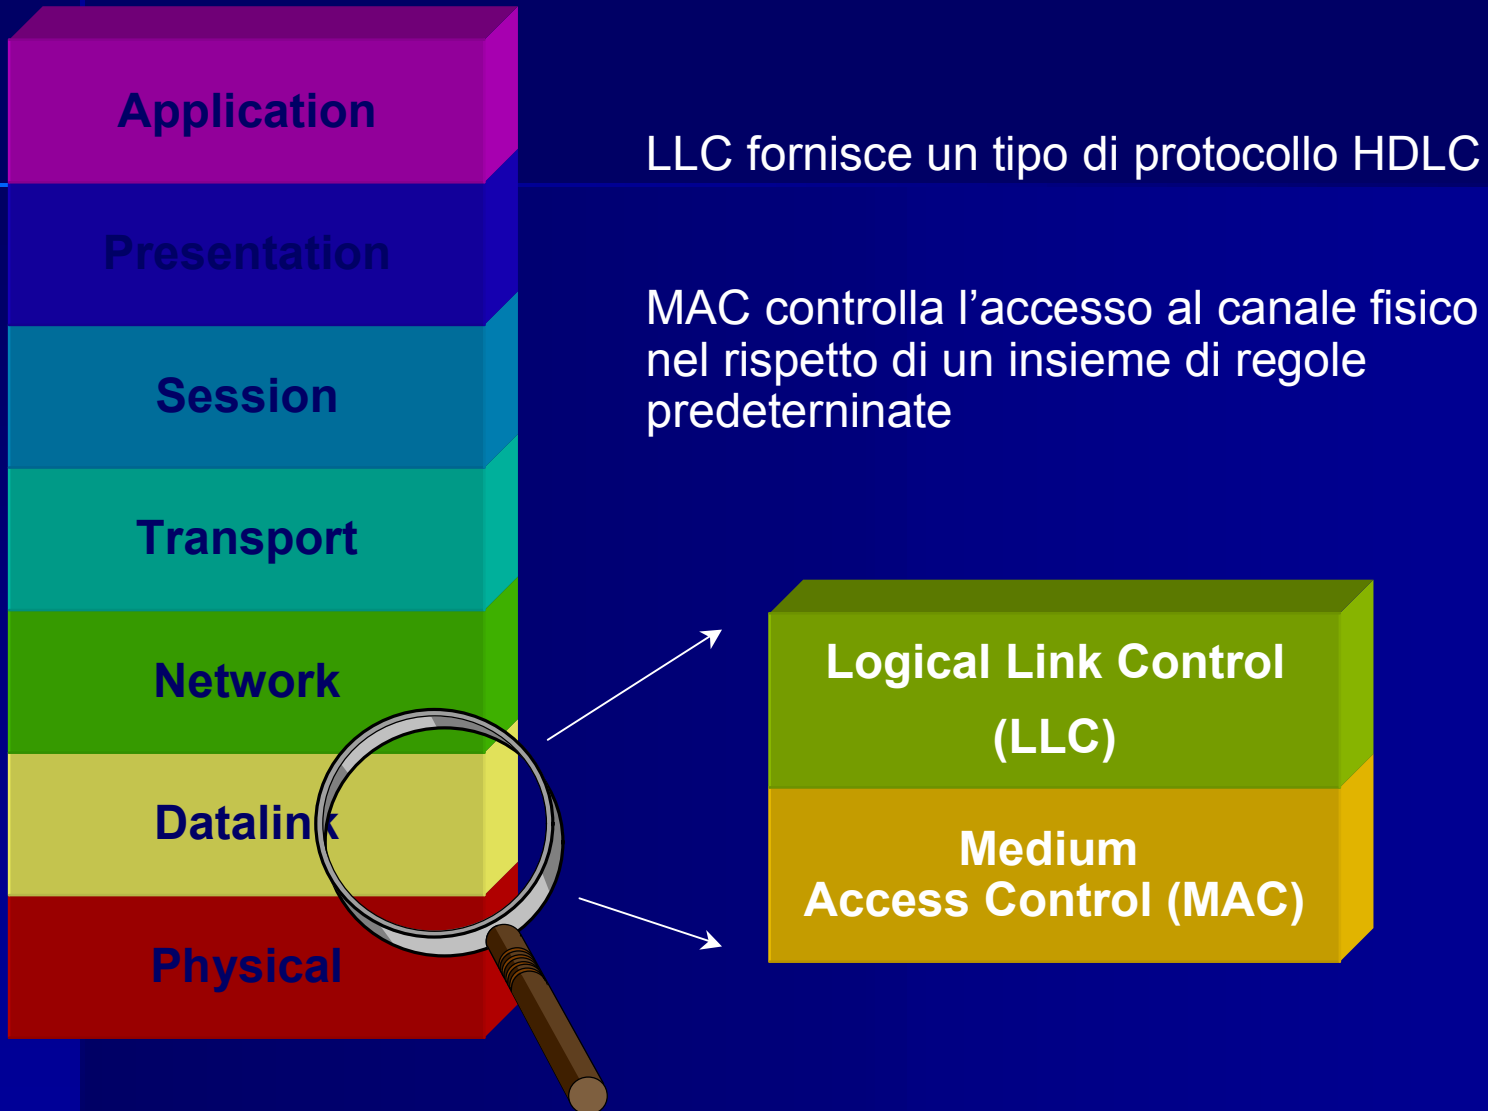 Application
Presentation
Session
Transport
Network
Datalink
Physical
LLC fornisce un tipo di protocollo HDLC
MAC controlla l’accesso al canale fisico
nel rispetto di un insieme di regole
predeterninate
Logical Link Control
(LLC)
Medium
Access Control (MAC)